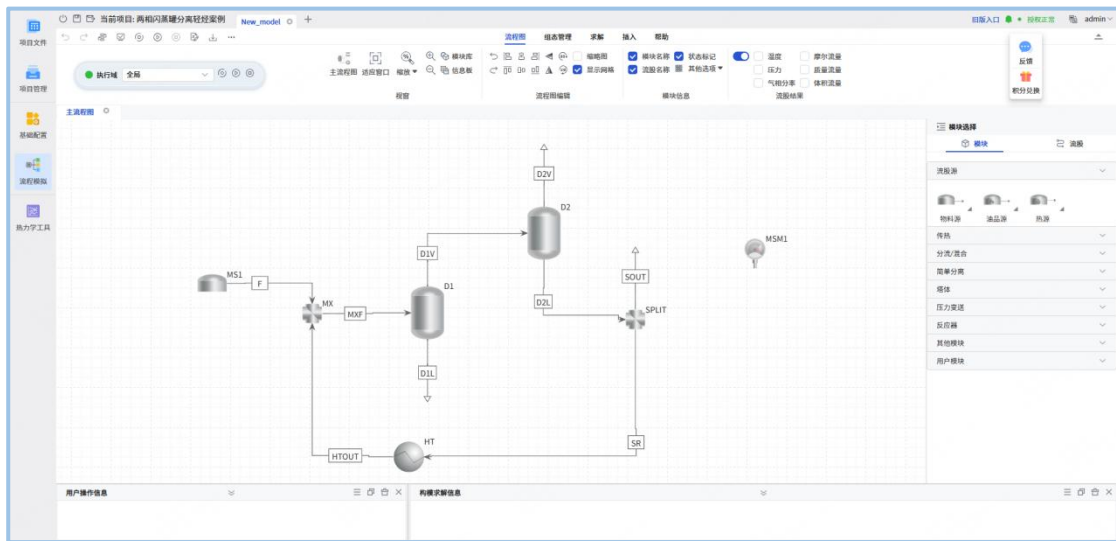 当前项目: 两相闪蒸罐分离轻烃案例
New_model
旧版入口
授权正常
admin
项目文件
项目管理
基础配置
流程模拟
热力学工具
流程图
组态管理
求解
插入
帮助
执行域 全局
主流程图
适应窗口
缩放
模块库
信息板
视窗
缩略图
显示网格
流程图编辑
模块名称
状态标记
流股名称
其他选项
模块信息
温度
摩尔流量
压力
质量流量
气相分率
体积流量
流股结果
反馈
积分兑换
主流程图
D2V
D2
MSM1
D1V
SOUT
MS1
F
D1
MX
MXF
D2L
SPLIT
D1L
HT
HTOUT
SR
模块选择
模块
流股
流股源
物料源
油品源
热源
传热
分流/混合
简单分离
塔体
压力变送
反应器
其他模块
用户模块
用户操作信息
构模求解信息